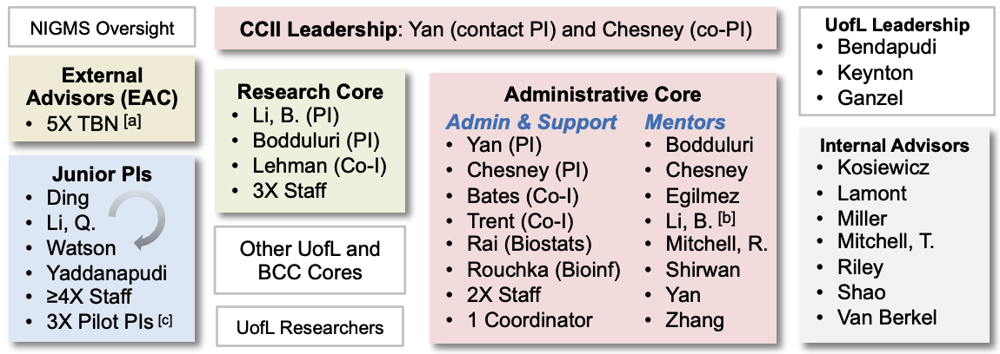 NIGMS Oversight
CCII Leadership: Yan (contact PI) and Chesney (co-PI)
UofL Leadership
• Bendapudi
• Keynton
• Ganzel
External
Advisors (EAC)
• 5X TBN [a]
Research Core
• Li, B. (PI)
• Bodduluri (PI)
• Lehman (Co-I)
• 3X Staff
Administrative Core
Admin & Support
• Yan (PI)
• Chesney (PI)
• Bates (Co-I)
• Trent (Co-I)
• Rai (Biostats)
• Rouchka (Bioinf)
• 2X Staff
• 1 Coordinator
Mentors
• Bodduluri
• Chesney
• Egilmez
• Li, B. [b]
• Mitchell, R.
• Shirwan
• Yan
• Zhang
Internal Advisors
• Kosiewicz
• Lamont
• Miller
• Mitchell, T.
• Riley
• Shao
• Van Berkel
Junior PIs
• Ding
• Li, Q.
• Watson
• Yaddanapudi
• ≥4X Staff
• 3X Pilot PIs [c]
Other UofL and
BCC Cores
UofL Researchers